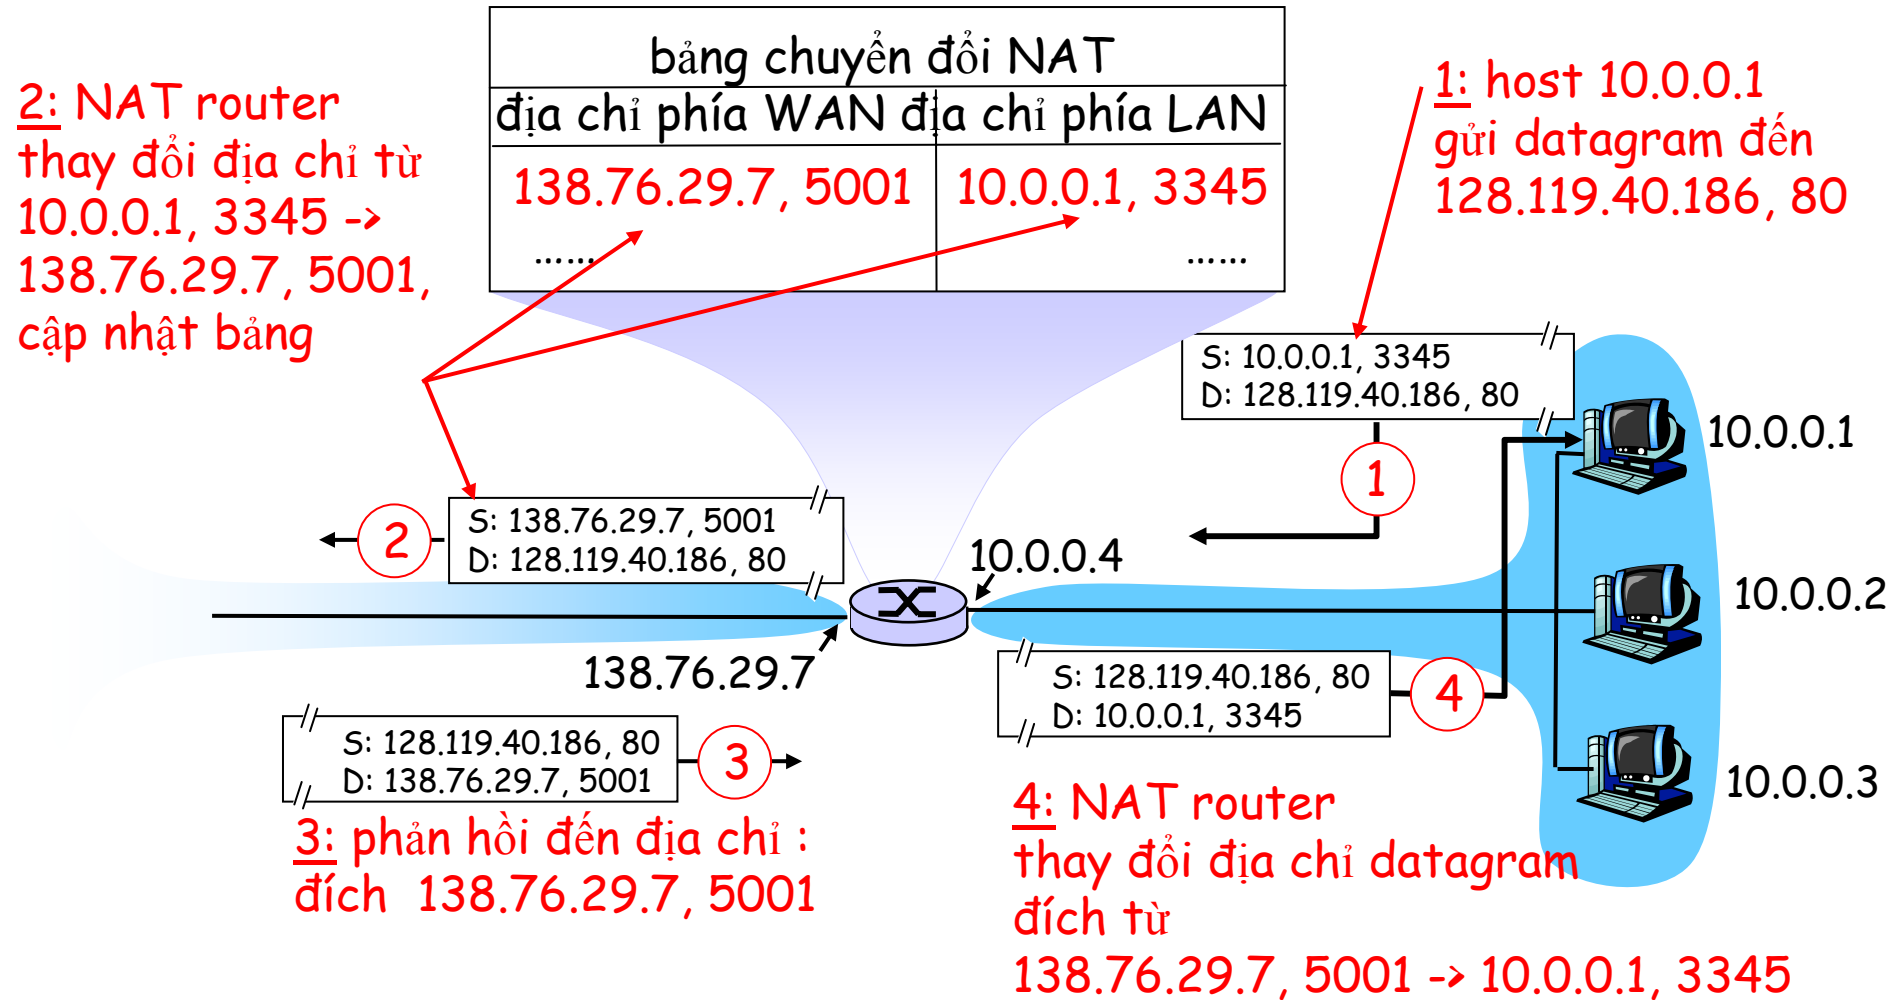 bảng chuyển đổi NAT
địa chỉ phía WAN địa chỉ phía LAN
138.76.29.7, 5001 10.0.0.1, 3345
...... ......
2: NAT router
thay đổi địa chỉ từ
10.0.0.1, 3345 ->
138.76.29.7, 5001,
cập nhật bảng
1: host 10.0.0.1
gửi datagram đến
128.119.40.186, 80
S: 10.0.0.1, 3345
D: 128.119.40.186, 80
10.0.0.1
1
S: 138.76.29.7, 5001
D: 128.119.40.186, 80
2
10.0.0.4
10.0.0.2
138.76.29.7
S: 128.119.40.186, 80
D: 10.0.0.1, 3345
4
S: 128.119.40.186, 80
D: 138.76.29.7, 5001
3
10.0.0.3
3: phản hồi đến địa chỉ :
đích 138.76.29.7, 5001
4: NAT router
thay đổi địa chỉ datagram
đích từ
138.76.29.7, 5001 -> 10.0.0.1, 3345